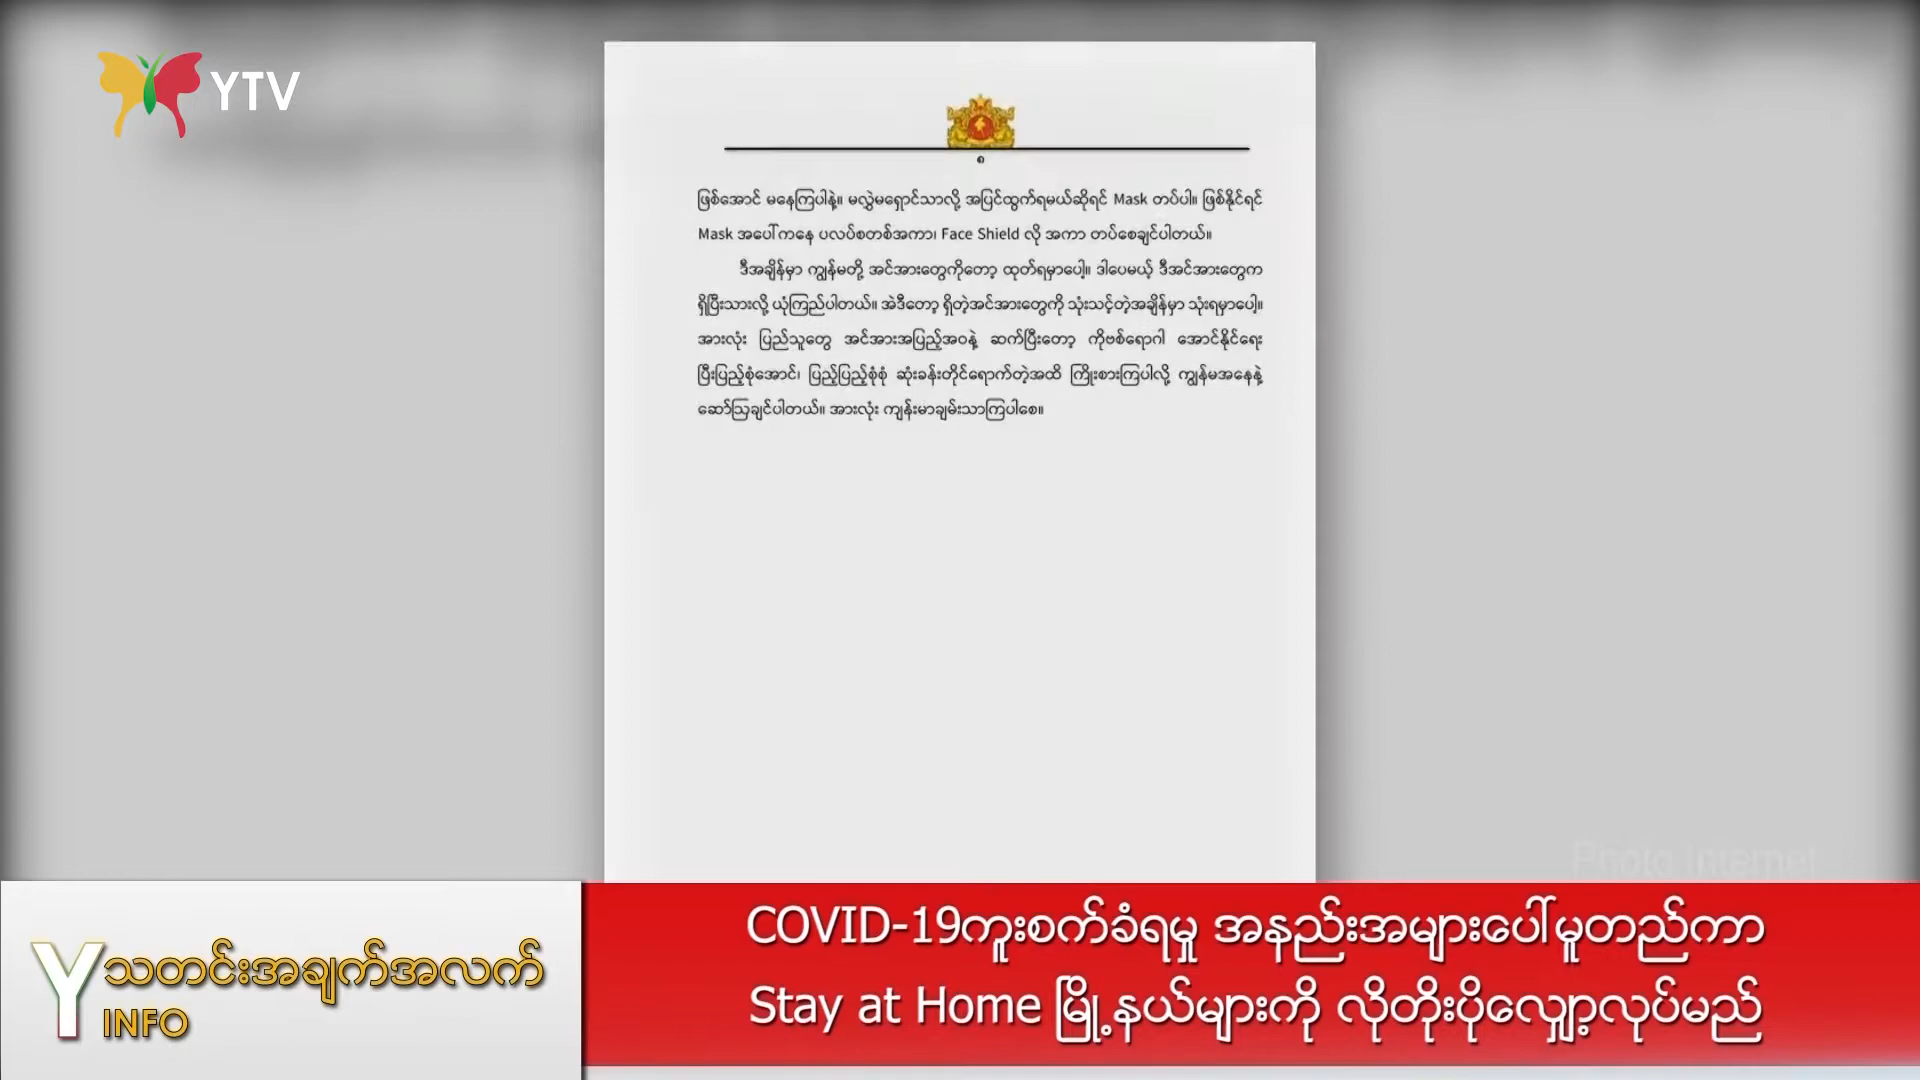 YTV
၈
ဖြစ်အောင် မနေကြပါနဲ့။ မလွှဲမရှောင်သာလို့ အပြင်ထွက်ရမယ်ဆိုရင် Mask တပ်ပါ။ ဖြစ်နိုင်ရင်
Mask အပေါ်ကနေ ပလပ်စတစ်အကာ၊ Face Shield လို အကာ တပ်စေချင်ပါတယ်။
ဒီအချိန်မှာ ကျွန်မတို့ အင်အားတွေကိုတော့ ထုတ်ရမှာပေါ့။ ဒါပေမယ့် ဒီအင်အားတွေက
ရှိပြီးသားလို့ ယုံကြည်ပါတယ်။ အဲဒီတော့ ရှိတဲ့အင်အားတွေကို သုံးသင့်တဲ့အချိန်မှာ သုံးရမှာပေါ့။
အားလုံး ပြည်သူတွေ အင်အားအပြည့်အဝနဲ့ ဆက်ပြီးတော့ ကိုဗစ်ရောဂါ အောင်နိုင်ရေး
ပြီးပြည့်စုံအောင်၊ ပြည့်ပြည့်စုံစုံ ဆုံးခန်းတိုင်ရောက်တဲ့အထိ ကြိုးစားကြပါလို့ ကျွန်မအနေနဲ့
ဆော်ဩချင်ပါတယ်။ အားလုံး ကျန်းမာချမ်းသာကြပါစေ။
Photo Internet
COVID-19ကူးစက်ခံရမှု အနည်းအများပေါ်မူတည်ကာ
Stay at Home မြို့နယ်များကို လိုတိုးပိုလျှော့လုပ်မည်
Y သတင်းအချက်အလက်
INFO